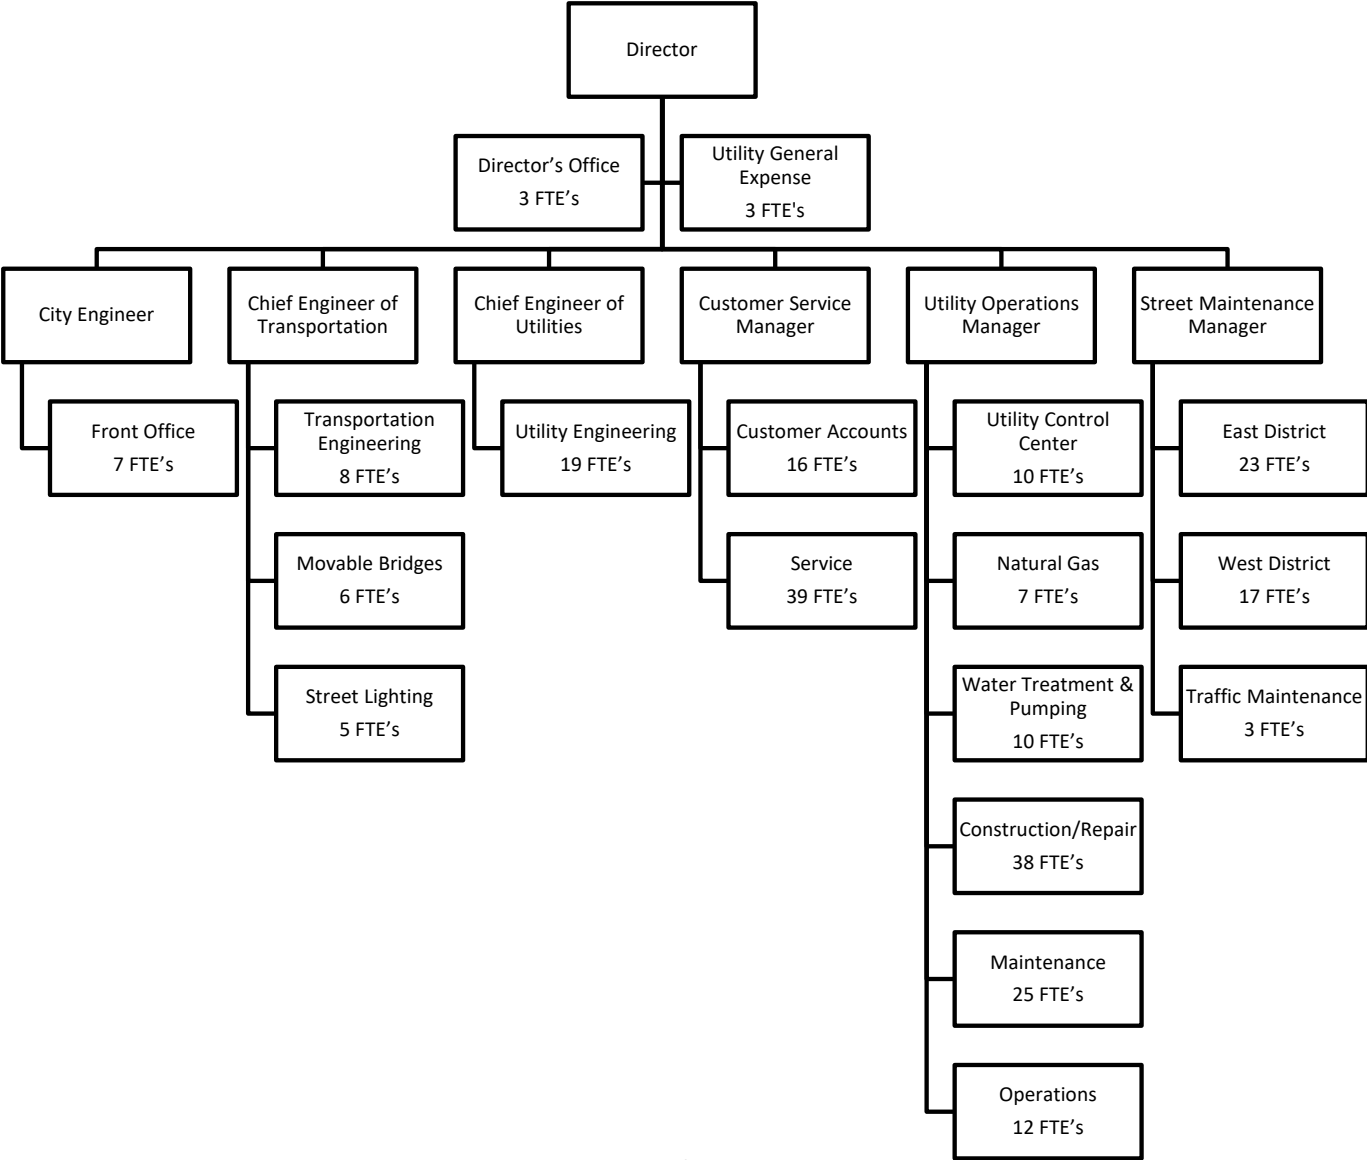 Director
Director’s Office
3 FTE’s
Utility General
Expense
3 FTE's
City Engineer
Chief Engineer of
Transportation
Chief Engineer of
Utilities
Customer Service
Manager
Utility Operations
Manager
Street Maintenance
Manager
Front Office
7 FTE’s
Transportation
Engineering
8 FTE’s
Utility Engineering
19 FTE’s
Customer Accounts
16 FTE’s
Utility Control
Center
10 FTE’s
East District
23 FTE’s
Movable Bridges
6 FTE’s
Service
39 FTE’s
Natural Gas
7 FTE’s
West District
17 FTE’s
Street Lighting
5 FTE’s
Water Treatment &
Pumping
10 FTE’s
Traffic Maintenance
3 FTE’s
Construction/Repair
38 FTE’s
Maintenance
25 FTE’s
Operations
12 FTE’s